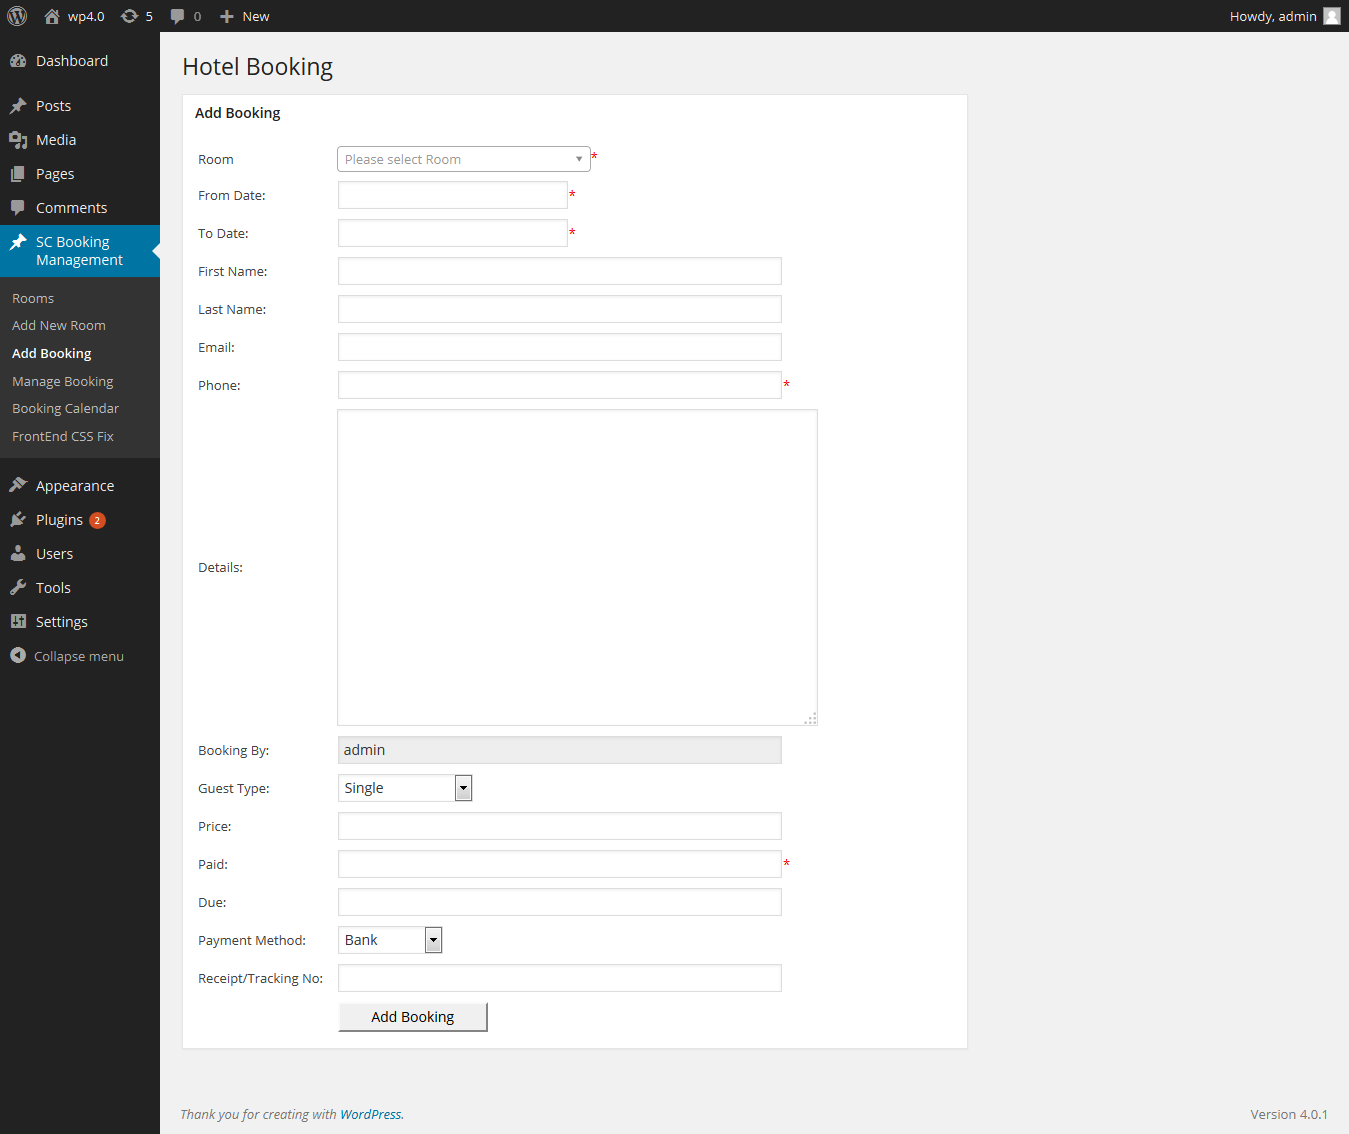 wp4.0 5 0 New Howdy, admin
Dashboard
Posts
Media
Pages
Comments
SC Booking
Management
Rooms
Add New Room
Add Booking
Manage Booking
Booking Calendar
FrontEnd CSS Fix
Appearance
Plugins 2
Users
Tools
Settings
Collapse menu
Hotel Booking
Add Booking
Room Please select Room *
From Date: *
To Date: *
First Name:
Last Name:
Email:
Phone: *
Details:
Booking By: admin
Guest Type: Single
Price:
Paid: *
Due:
Payment Method: Bank
Receipt/Tracking No:
Add Booking
Thank you for creating with WordPress. Version 4.0.1